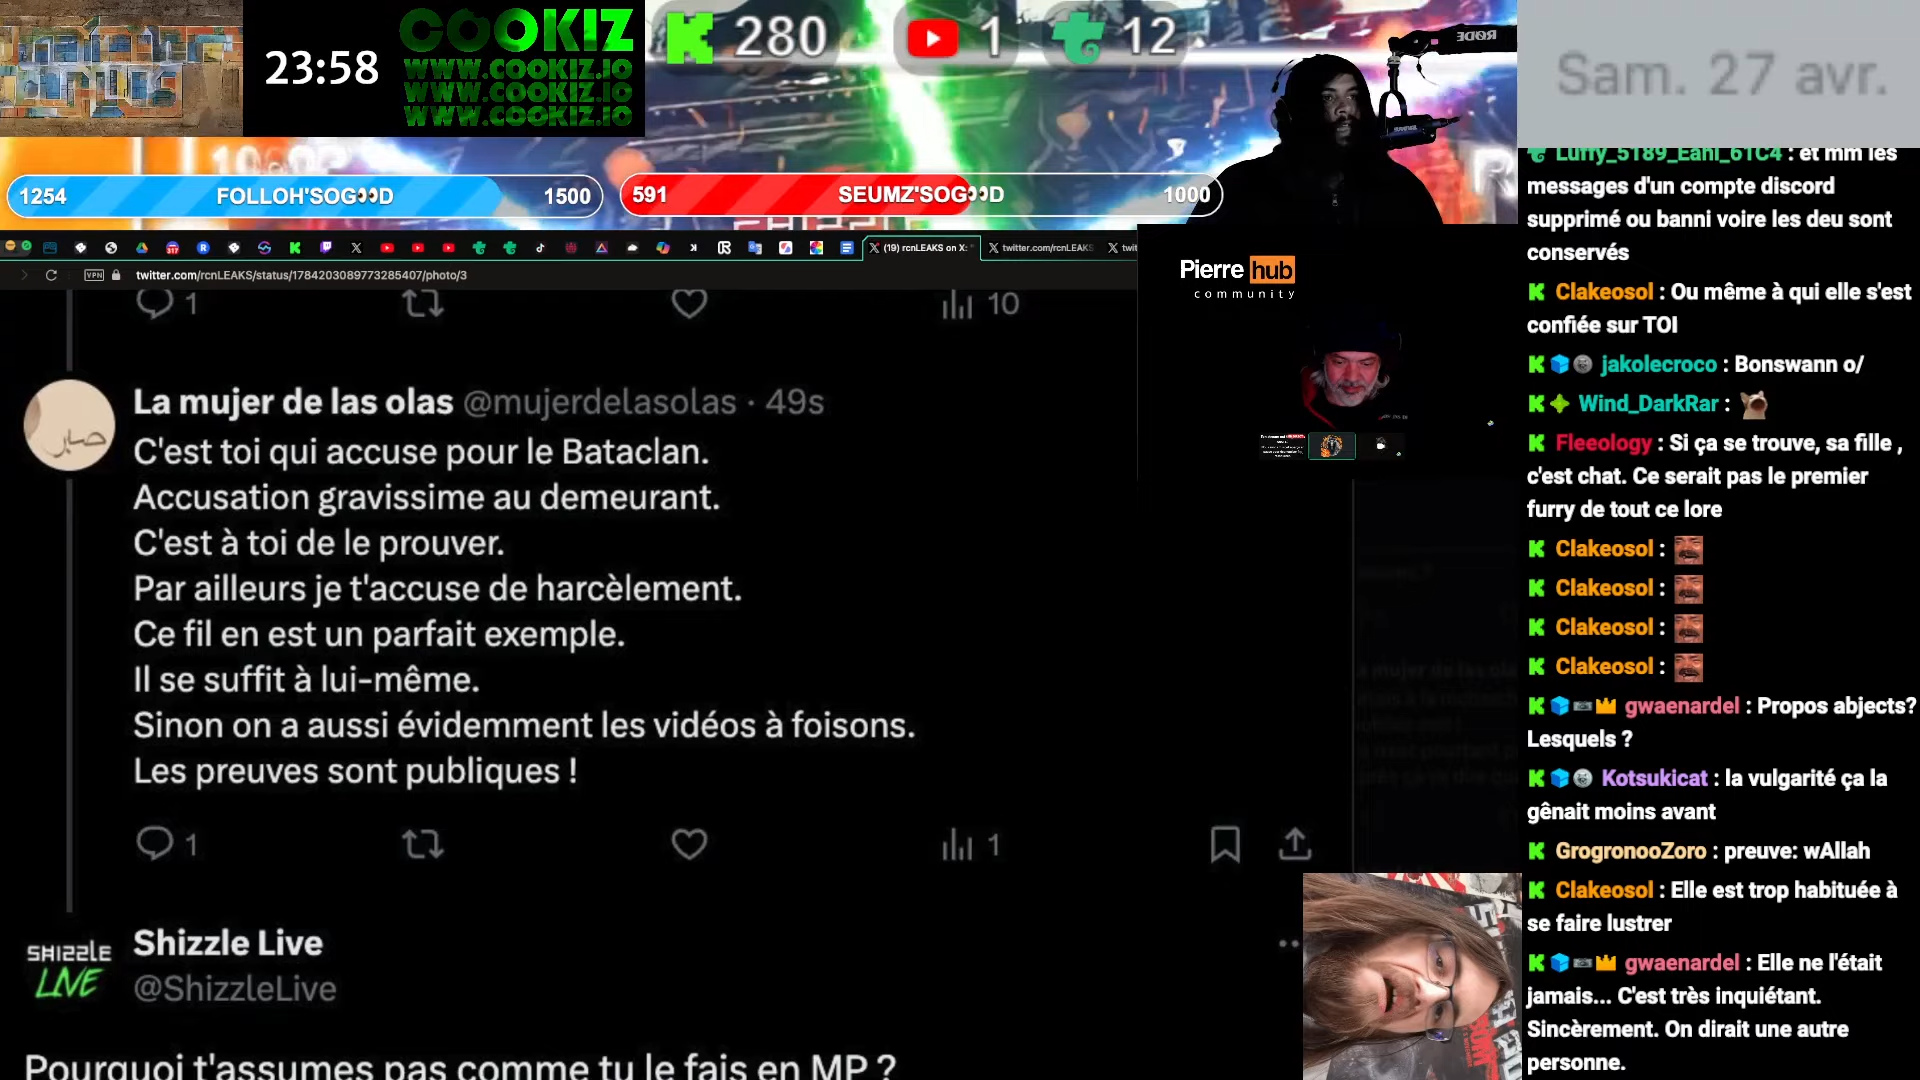 23:58
COOKIZ
WWW.COOKIZ.IO
WWW.COOKIZ.IO
WWW.COOKIZ.IO
280
1
12
RØDE
Sam. 27 avr.
1254
FOLLOH'SOG👀D
1500
591
SEUMZ'SOG👀D
1000
(19) rcnLEAKS on X:
twitter.com/rcnLEAKS
twit
VPN
twitter.com/rcnLEAKS/status/1784203089773285407/photo/3
Pierre hub
community
1
10
La mujer de las olas @mujerdelasolas · 49s
C'est toi qui accuse pour le Bataclan.
Accusation gravissime au demeurant.
C'est à toi de le prouver.
Par ailleurs je t'accuse de harcèlement.
Ce fil en est un parfait exemple.
Il se suffit à lui-même.
Sinon on a aussi évidemment les vidéos à foisons.
Les preuves sont publiques !
1
1
SHIZZLE
LIVE
Shizzle Live
@ShizzleLive
Pourquoi t'assumes pas comme tu le fais en MP ?
Luffy_5189_Eahl_61C4 : et mm les
messages d'un compte discord
supprimé ou banni voire les deu sont
conservés
Clakeosol : Ou même à qui elle s'est
confiée sur TOI
jakolecroco : Bonswann o/
Wind_DarkRar :
Fleeology : Si ça se trouve, sa fille ,
c'est chat. Ce serait pas le premier
furry de tout ce lore
Clakeosol :
Clakeosol :
Clakeosol :
Clakeosol :
gwaenardel : Propos abjects?
Lesquels ?
Kotsukicat : la vulgarité ça la
gênait moins avant
GrogronooZoro : preuve: wAllah
Clakeosol : Elle est trop habituée à
se faire lustrer
gwaenardel : Elle ne l'était
jamais... C'est très inquiétant.
Sincèrement. On dirait une autre
personne.